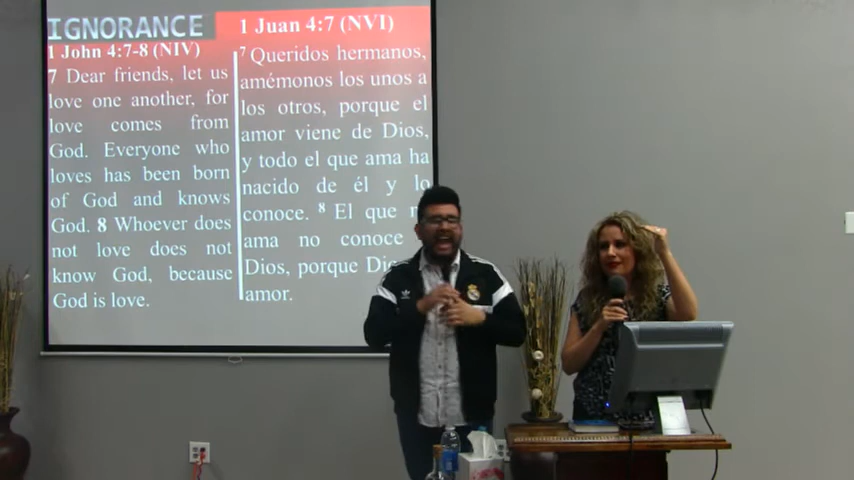 IGNORANCE
1 John 4:7-8 (NIV)
7 Dear friends, let us
love one another, for
love comes from
God. Everyone who
loves has been born
of God and knows
God. 8 Whoever does
not love does not
know God, because
God is love.
1 Juan 4:7 (NVI)
7 Queridos hermanos,
amémonos los unos a
los otros, porque el
amor viene de Dios,
y todo el que ama ha
nacido de él y lo
conoce. 8 El que
ama no conoce
Dios, porque
amor.